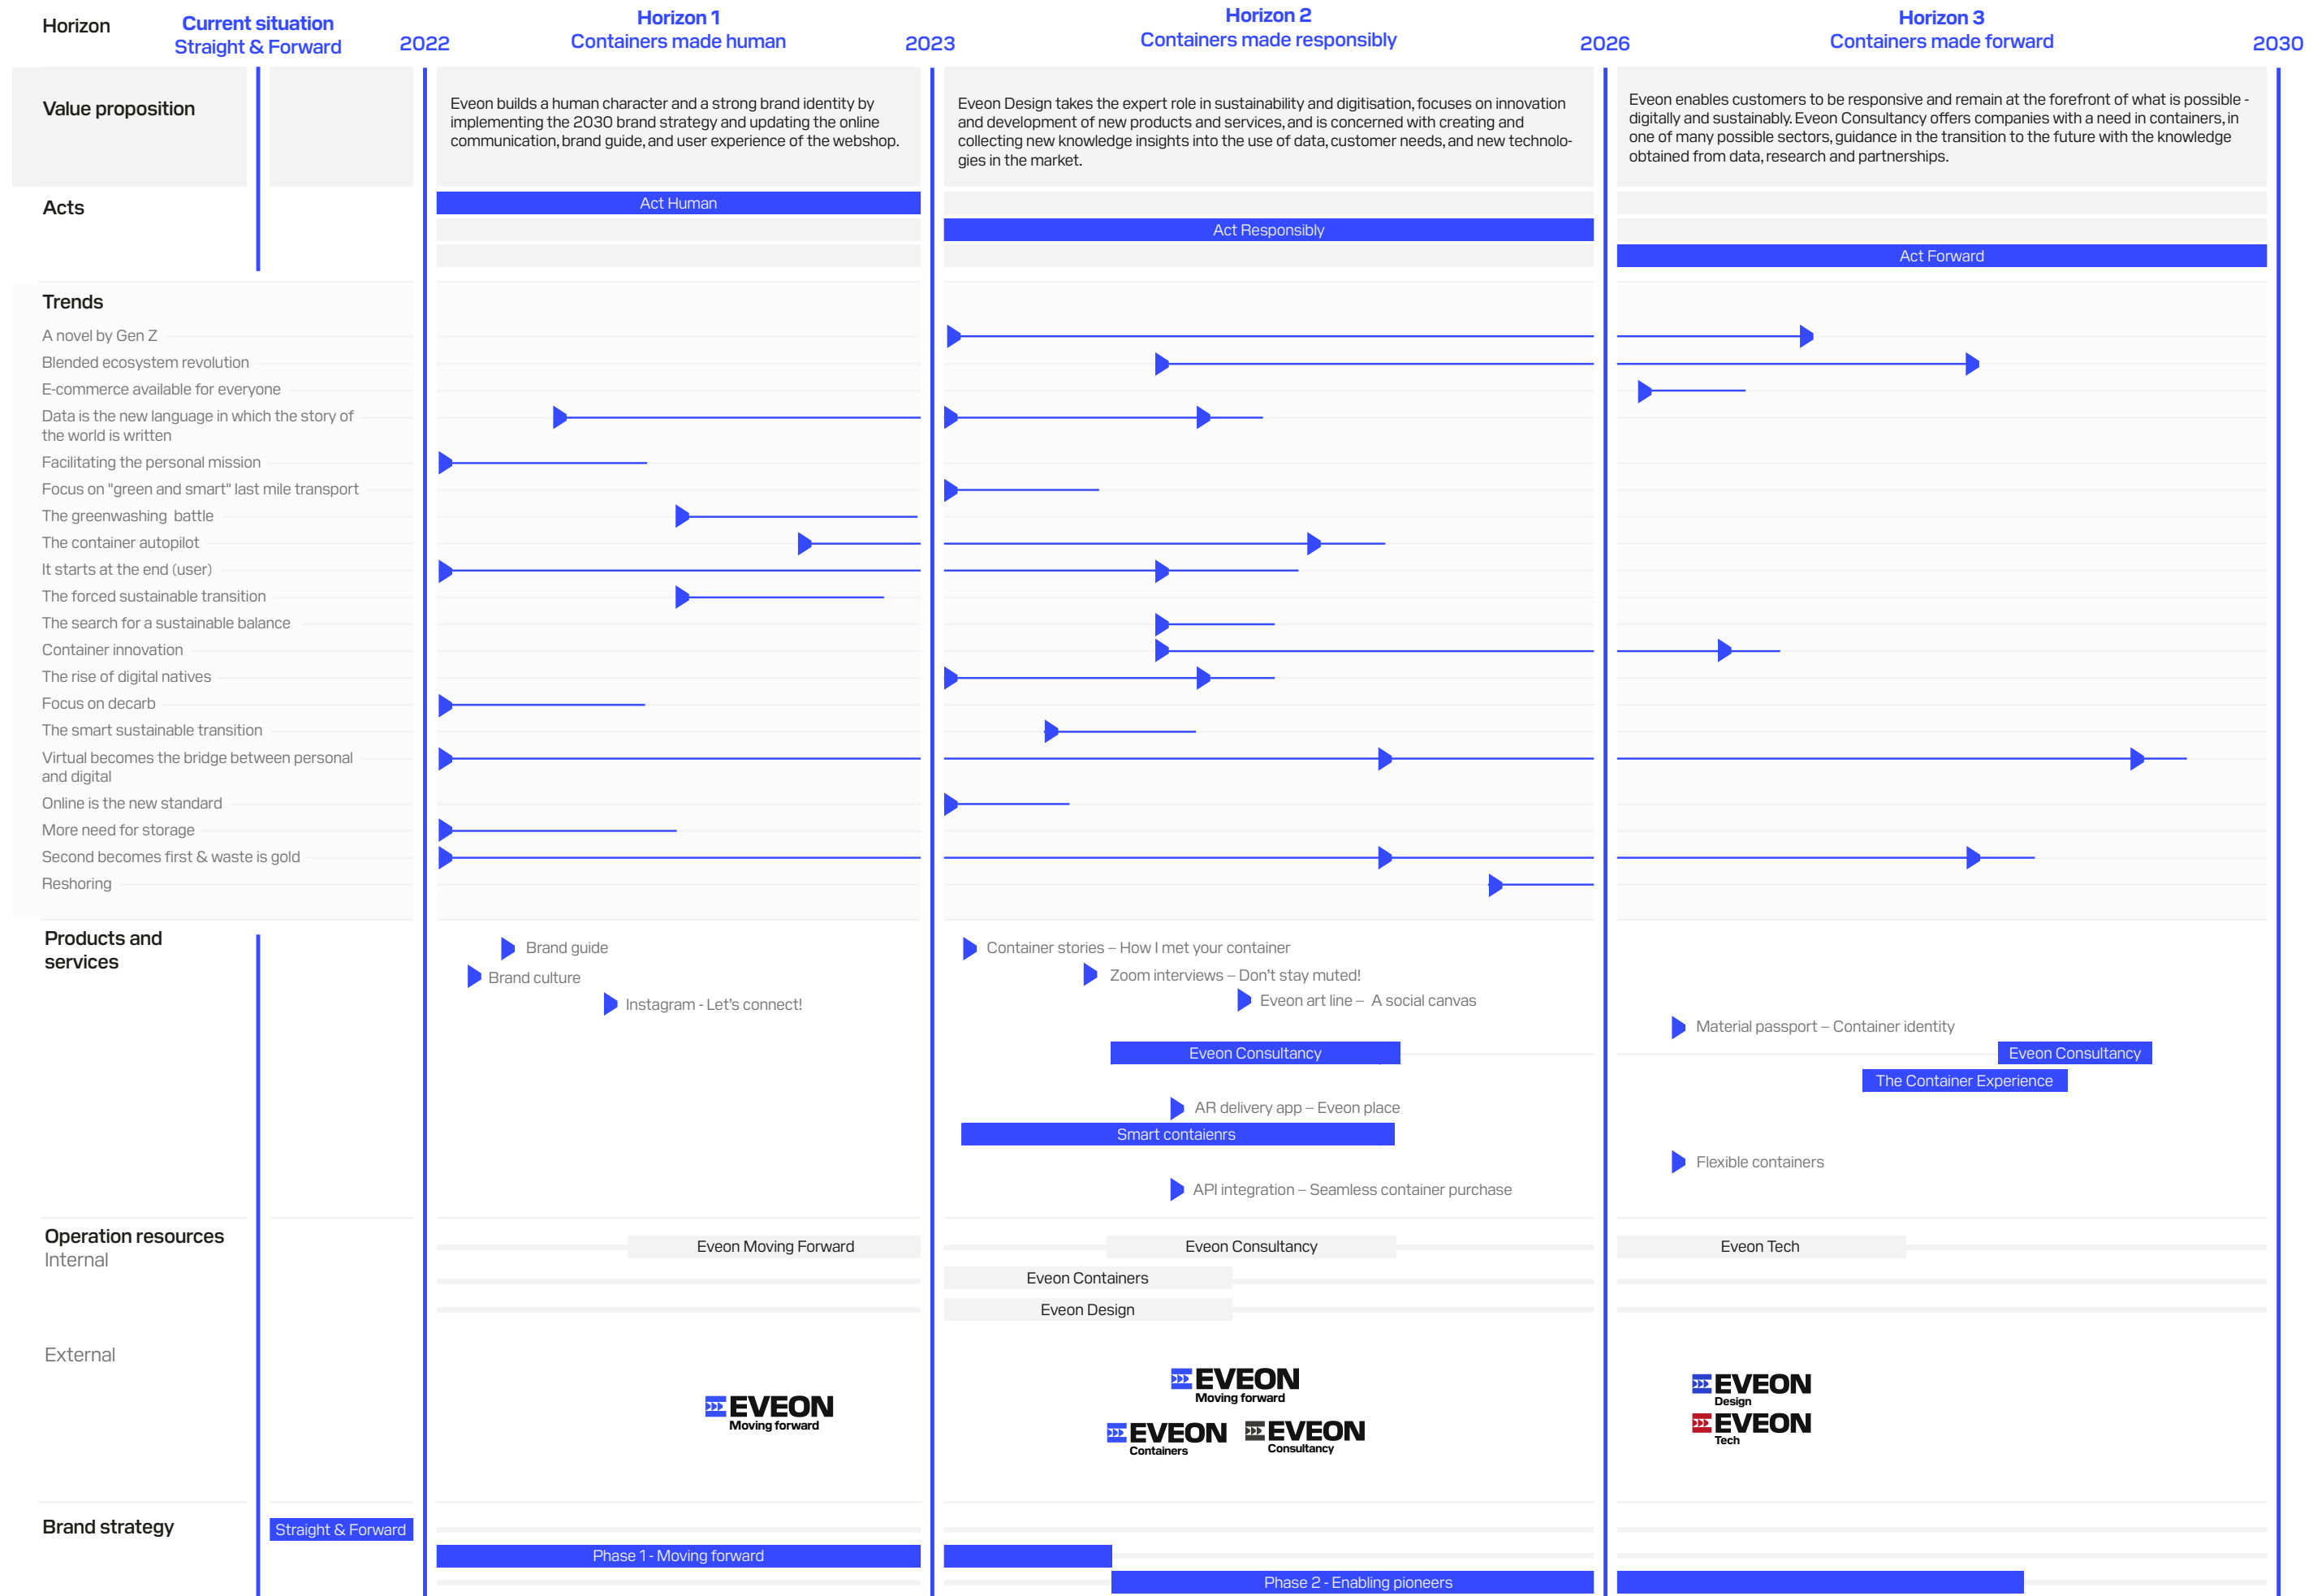 Horizon
Current situation
Straight & Forward
2022
Horizon 1
Containers made human
2023
Horizon 2
Containers made responsibly
2026
Horizon 3
Containers made forward
2030
Value proposition
Eveon builds a human character and a strong brand identity by
implementing the 2030 brand strategy and updating the online
communication, brand guide, and user experience of the webshop.
Eveon Design takes the expert role in sustainability and digitisation, focuses on innovation
and development of new products and services, and is concerned with creating and
collecting new knowledge insights into the use of data, customer needs, and new technolo-
gies in the market.
Eveon enables customers to be responsive and remain at the forefront of what is possible -
digitally and sustainably. Eveon Consultancy offers companies with a need in containers, in
one of many possible sectors, guidance in the transition to the future with the knowledge
obtained from data, research and partnerships.
Acts
Act Human
Act Responsibly
Act Forward
Trends
A novel by Gen Z
Blended ecosystem revolution
E-commerce available for everyone
Data is the new language in which the story of
the world is written
Facilitating the personal mission
Focus on "green and smart" last mile transport
The greenwashing battle
The container autopilot
It starts at the end (user)
The forced sustainable transition
The search for a sustainable balance
Container innovation
The rise of digital natives
Focus on decarb
The smart sustainable transition
Virtual becomes the bridge between personal
and digital
Online is the new standard
More need for storage
Second becomes first & waste is gold
Reshoring
Products and
services
Brand guide
Brand culture
Instagram - Let's connect!
Container stories – How I met your container
Zoom interviews – Don't stay muted!
Eveon art line – A social canvas
Material passport – Container identity
Eveon Consultancy
Eveon Consultancy
The Container Experience
AR delivery app – Eveon place
Smart contaienrs
Flexible containers
API integration – Seamless container purchase
Operation resources
Internal
Eveon Moving Forward
Eveon Consultancy
Eveon Tech
Eveon Containers
Eveon Design
External
EVEON
Moving forward
EVEON
Moving forward
EVEON
Containers
EVEON
Consultancy
EVEON
Design
EVEON
Tech
Brand strategy
Straight & Forward
Phase 1 - Moving forward
Phase 2 - Enabling pioneers